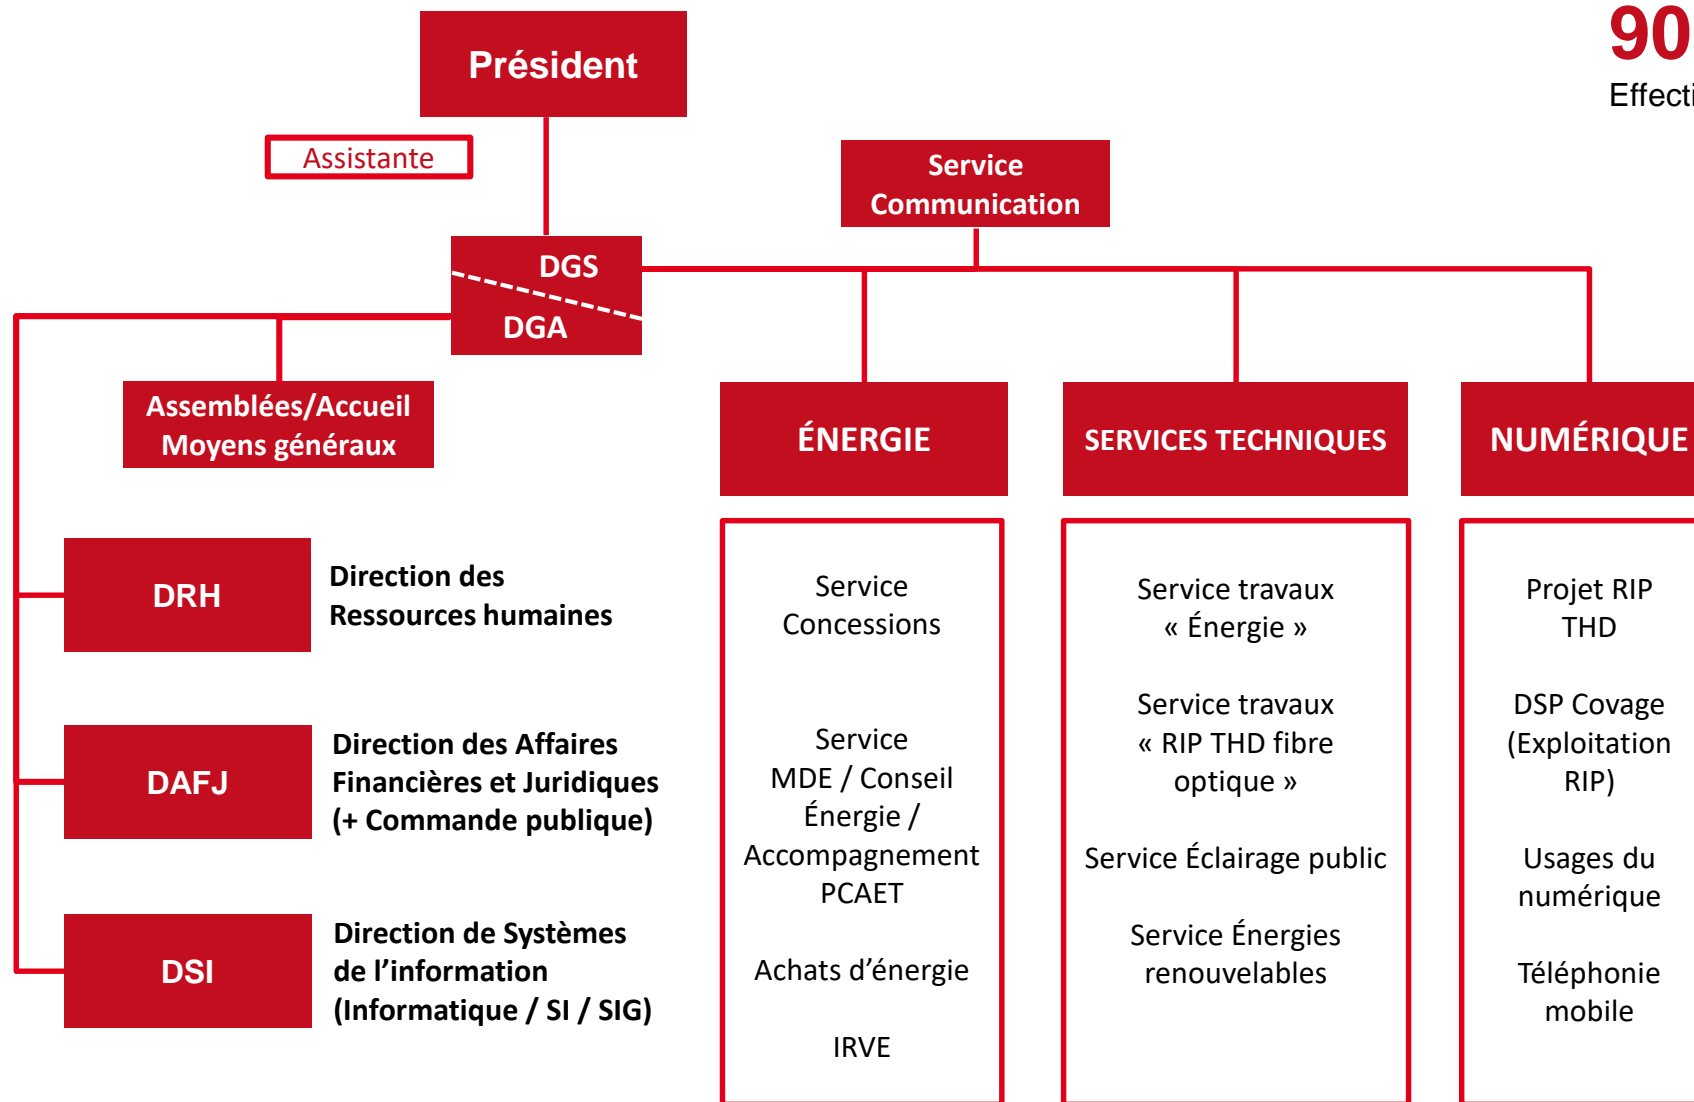 Président
90
Assistante
Service
Communication
DGS
DGA
Assemblées/Accueil
Moyens généraux
DRH
Direction des
Ressources humaines
DAFJ
Direction des Affaires
Financières et Juridiques
(+ Commande publique)
DSI
Direction de Systèmes
de l’information
(Informatique / SI / SIG)
ÉNERGIE
Service
Concessions
Service
MDE / Conseil
Énergie /
Accompagnement
PCAET
Achats d’énergie
IRVE
SERVICES TECHNIQUES
Service travaux
« Énergie »
Service travaux
« RIP THD fibre
optique »
Service Éclairage public
Service Énergies
renouvelables
NUMÉRIQUE
Projet RIP
THD
DSP Covage
(Exploitation
RIP)
Usages du
numérique
Téléphonie
mobile